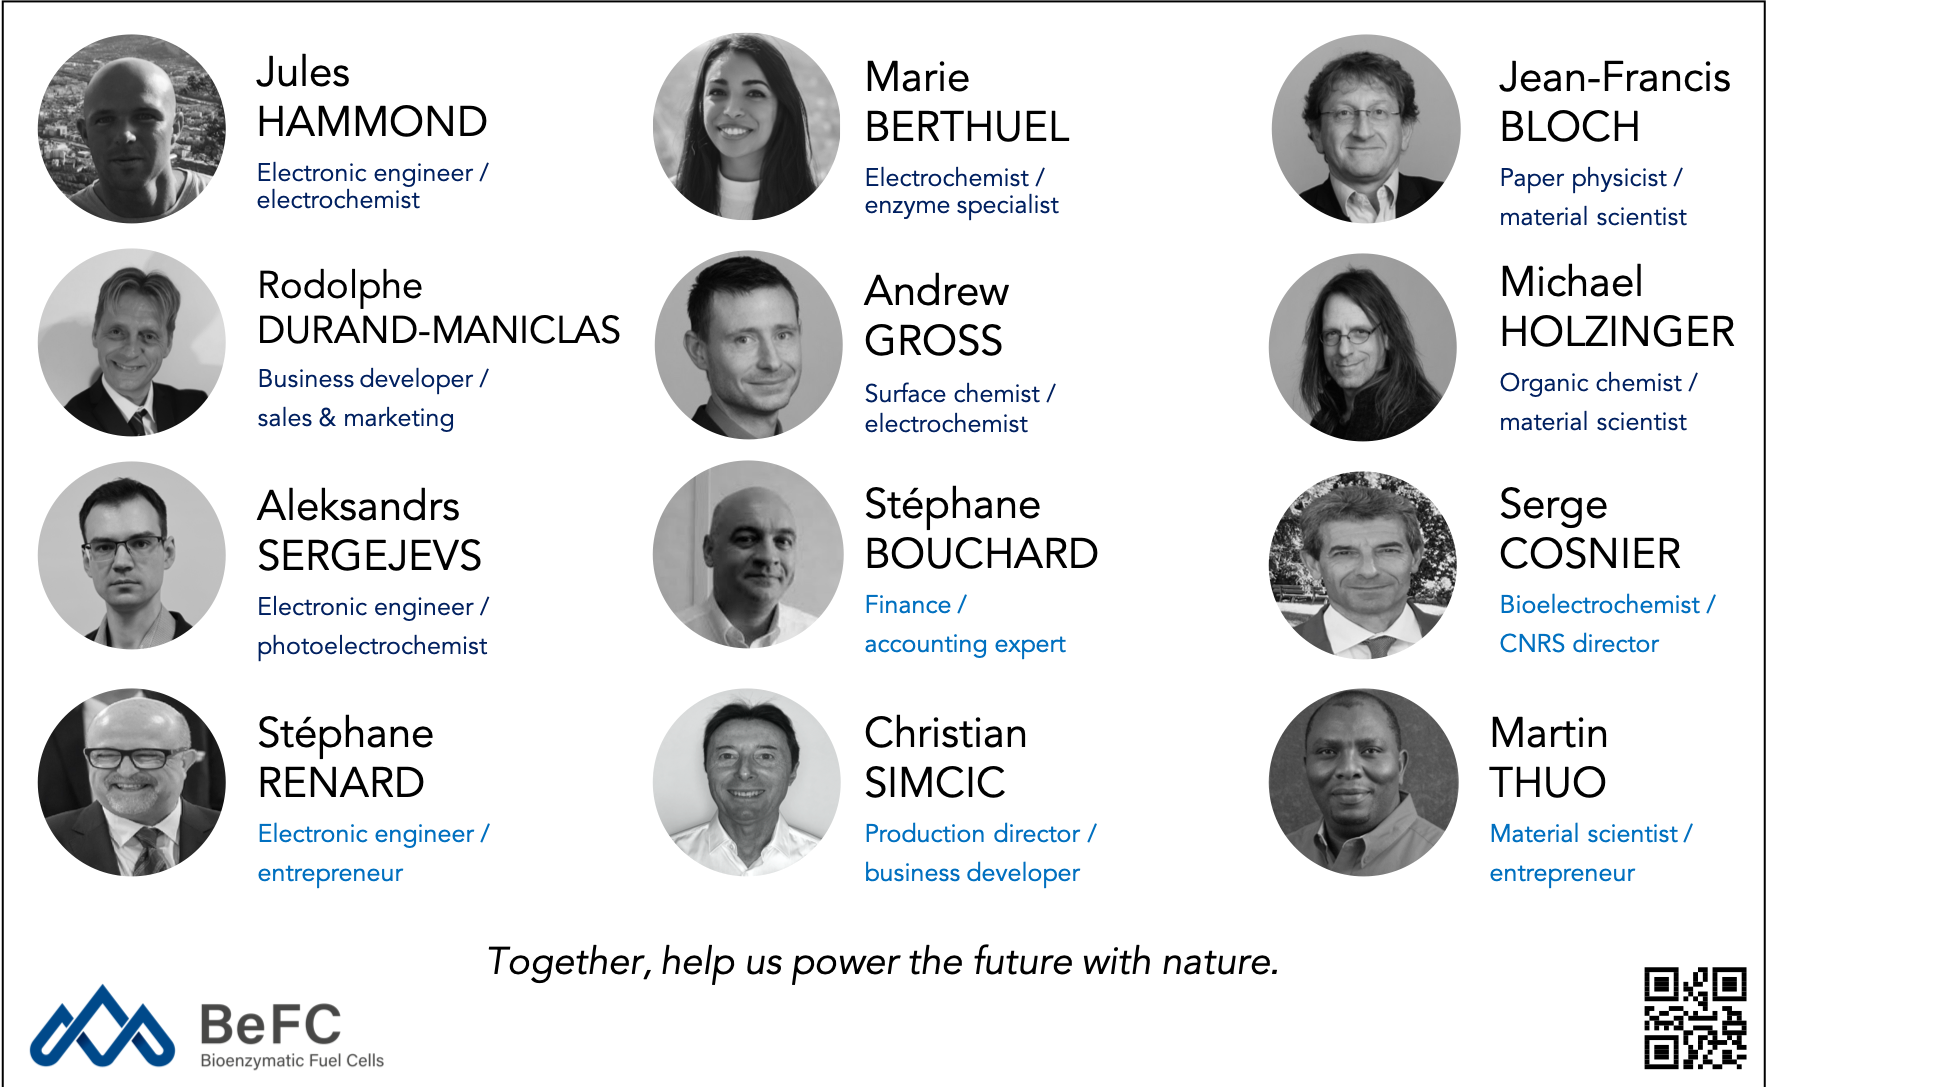 Jules
HAMMOND
Electronic engineer /
electrochemist
Marie
BERTHUEL
Electrochemist /
enzyme specialist
Jean-Francis
BLOCH
Paper physicist /
material scientist
Rodolphe
DURAND-MANICLAS
Business developer /
sales & marketing
Andrew
GROSS
Surface chemist /
electrochemist
Michael
HOLZINGER
Organic chemist /
material scientist
Aleksandrs
SERGEJEVS
Electronic engineer /
photoelectrochemist
Stéphane
BOUCHARD
Finance /
accounting expert
Serge
COSNIER
Bioelectrochemist /
CNRS director
Stéphane
RENARD
Electronic engineer /
entrepreneur
Christian
SIMCIC
Production director /
business developer
Martin
THUO
Material scientist /
entrepreneur
Together, help us power the future with nature.
BeFC
Bioenzymatic Fuel Cells